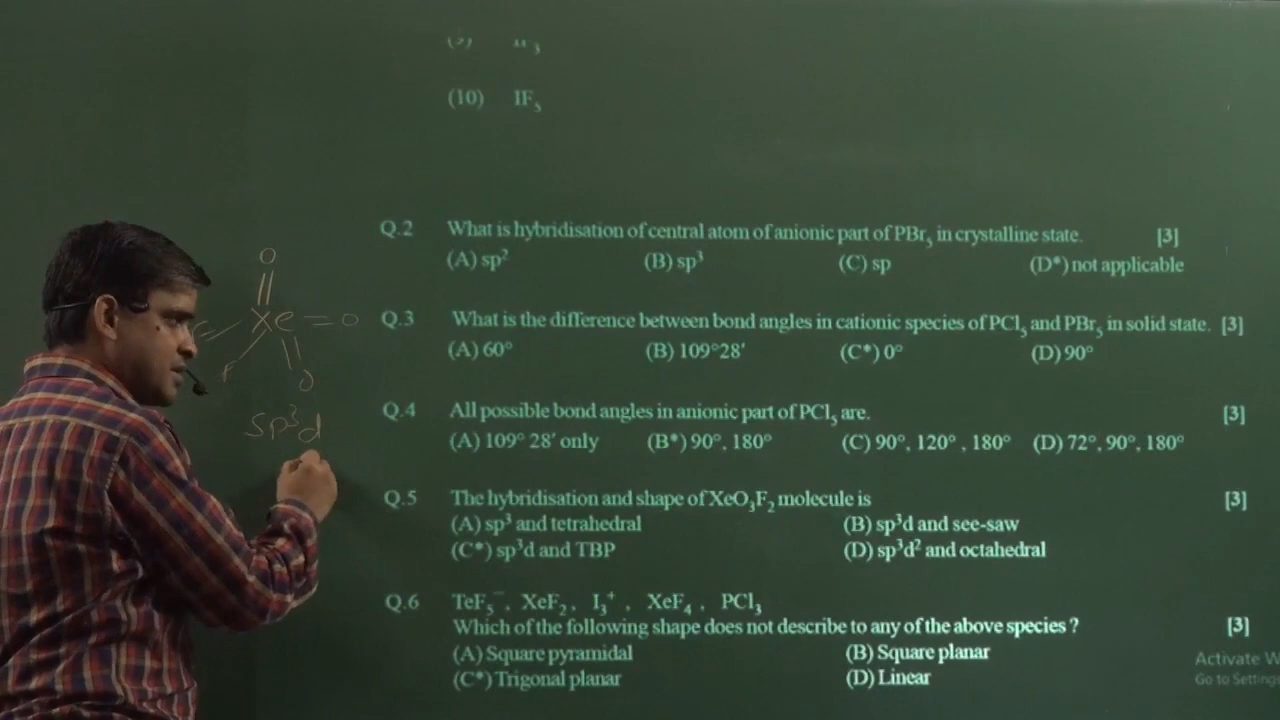 (10) IF₅
Q.2 What is hybridisation of central atom of anionic part of PBr₅ in crystalline state. [3]
(A) sp² (B) sp³ (C) sp (D*) not applicable
Q.3 What is the difference between bond angles in cationic species of PCl₅ and PBr₅ in solid state. [3]
(A) 60° (B) 109°28′ (C*) 0° (D) 90°
Q.4 All possible bond angles in anionic part of PCl₅ are. [3]
(A) 109° 28′ only (B*) 90°, 180° (C) 90°, 120° , 180° (D) 72°, 90°, 180°
Q.5 The hybridisation and shape of XeO₃F₂ molecule is [3]
(A) sp³ and tetrahedral (B) sp³d and see-saw
(C*) sp³d and TBP (D) sp³d² and octahedral
Q.6 TeF₅⁻ , XeF₂ , I₃⁺ , XeF₄ , PCl₃
Which of the following shape does not describe to any of the above species ? [3]
(A) Square pyramidal (B) Square planar
(C*) Trigonal planar (D) Linear
O
Xe = O
F O
sp³d
Activate W
Go to Settings